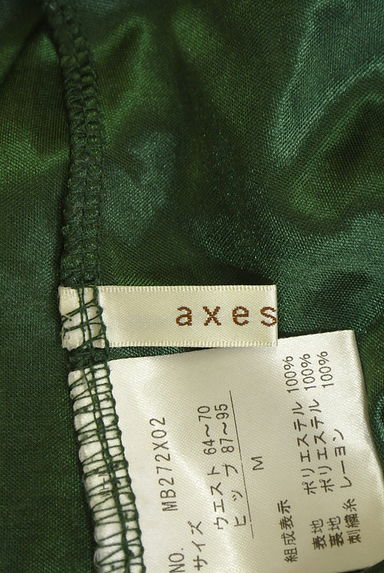 axes
NO. MB272X02
サイズ
ウエスト 64~70
ヒップ 87~95
M
組成表示
表地 ポリエステル 100%
裏地 ポリエステル 100%
刺繍糸 レーヨン 100%